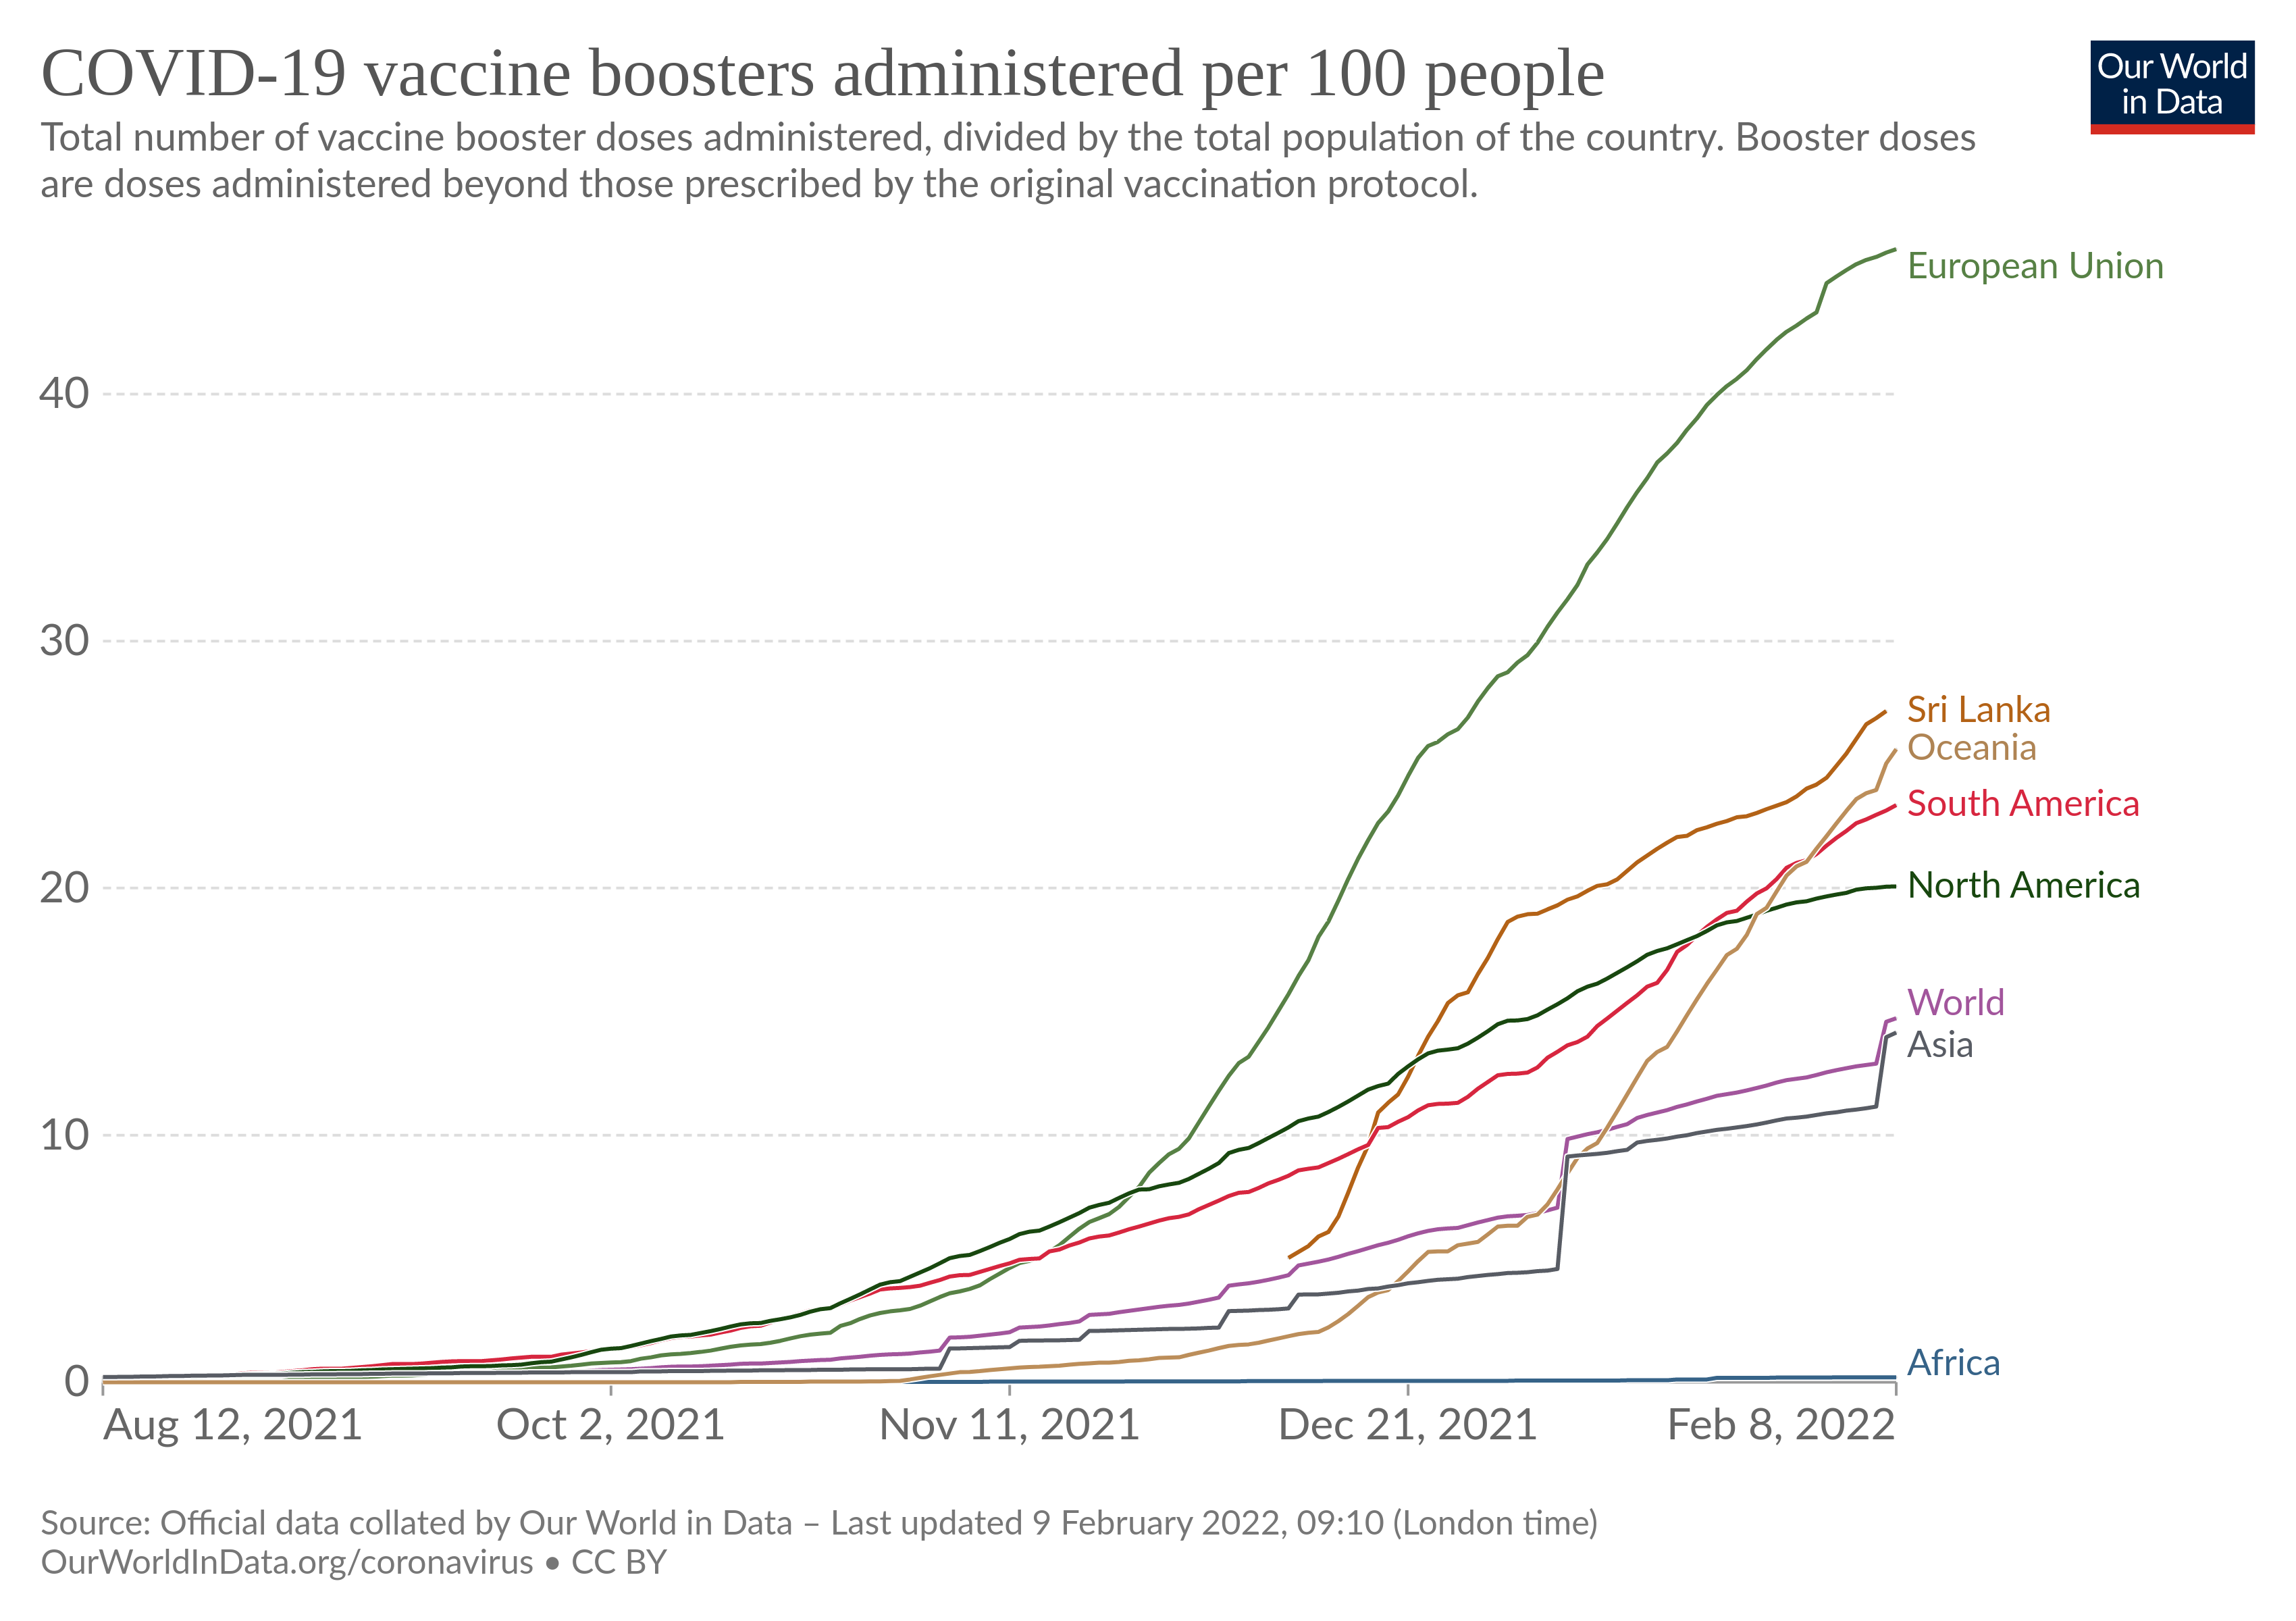 COVID-19 vaccine boosters administered per 100 people
Our World
in Data
Total number of vaccine booster doses administered, divided by the total population of the country. Booster doses
are doses administered beyond those prescribed by the original vaccination protocol.
European Union
40
30
Sri Lanka
Oceania
South America
20
North America
World
Asia
10
Africa
0
Aug 12, 2021
Oct 2, 2021
Nov 11, 2021
Dec 21, 2021
Feb 8, 2022
Source: Official data collated by Our World in Data – Last updated 9 February 2022, 09:10 (London time)
OurWorldInData.org/coronavirus • CC BY